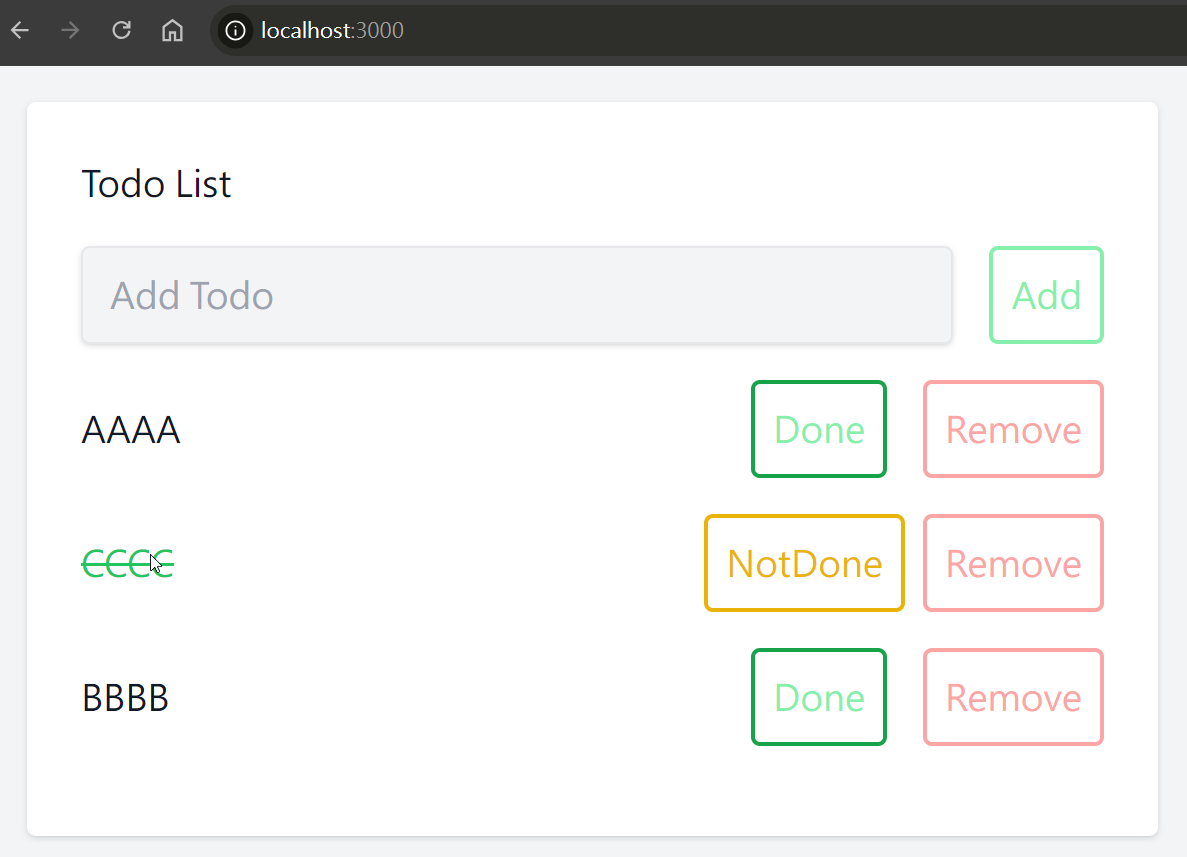 localhost:3000
Todo List
Add Todo Add
AAAA Done Remove
CCCC NotDone Remove
BBBB Done Remove